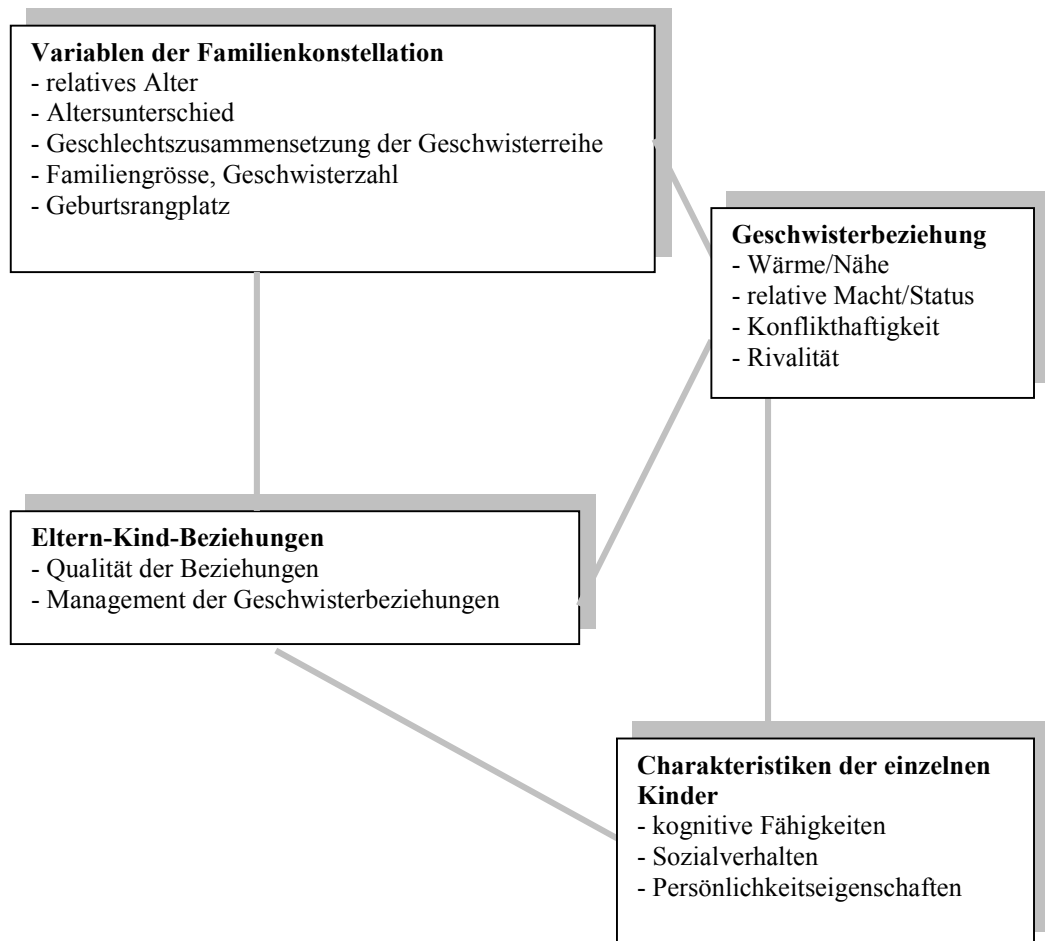 Variablen der Familienkonstellation
- relatives Alter
- Altersunterschied
- Geschlechtszusammensetzung der Geschwisterreihe
- Familiengrösse, Geschwisterzahl
- Geburtsrangplatz
Geschwisterbeziehung
- Wärme/Nähe
- relative Macht/Status
- Konflikthaftigkeit
- Rivalität
Eltern-Kind-Beziehungen
- Qualität der Beziehungen
- Management der Geschwisterbeziehungen
Charakteristiken der einzelnen
Kinder
- kognitive Fähigkeiten
- Sozialverhalten
- Persönlichkeitseigenschaften